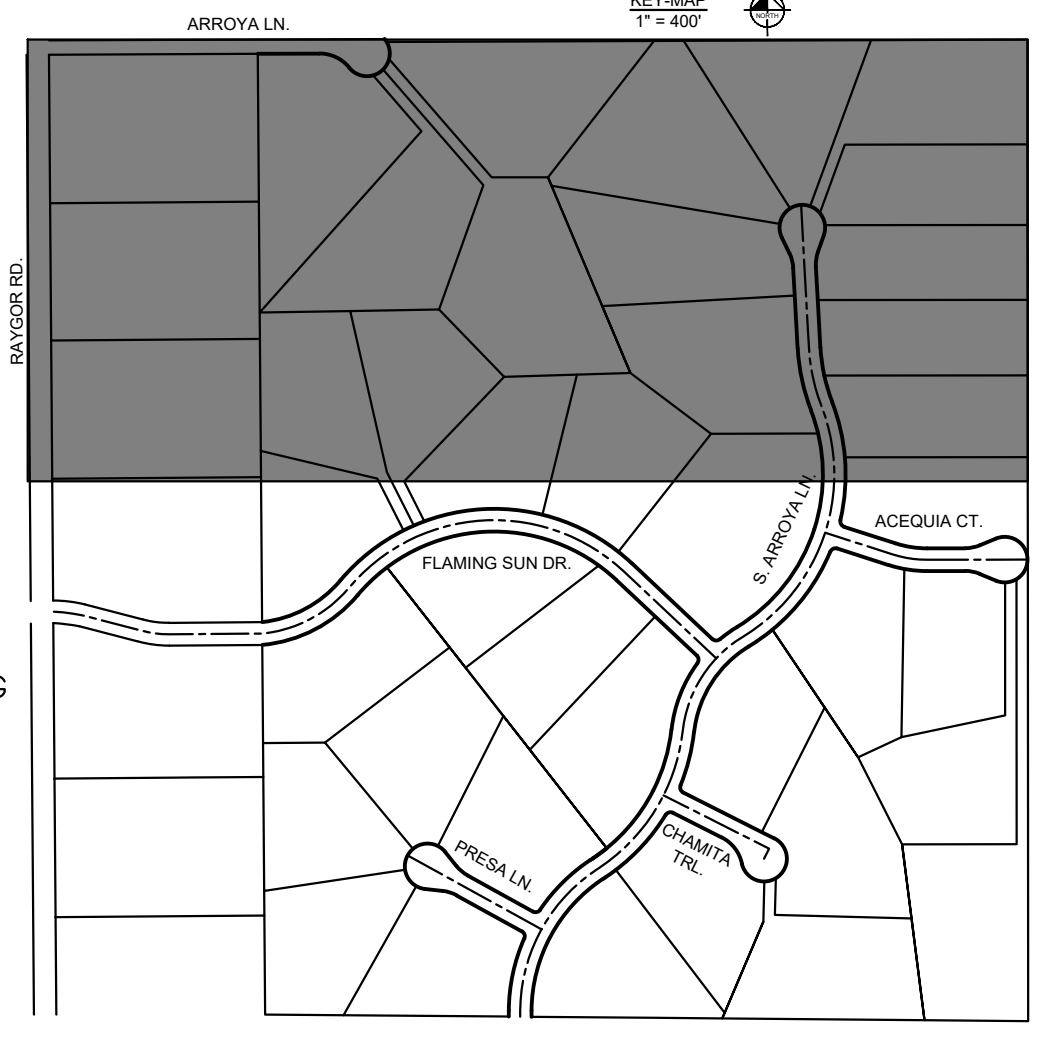 KEY-MAP
1" = 400'
NORTH
ARROYA LN.
RAYGOR RD.
S. ARROYA LN.
ACEQUIA CT.
FLAMING SUN DR.
CHAMITA
TRL.
PRESA LN.